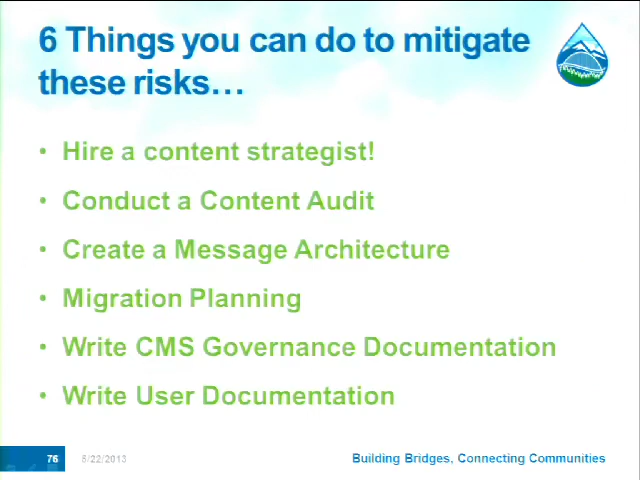 6 Things you can do to mitigate
these risks…
• Hire a content strategist!
• Conduct a Content Audit
• Create a Message Architecture
• Migration Planning
• Write CMS Governance Documentation
• Write User Documentation
76 5/22/2013 Building Bridges, Connecting Communities